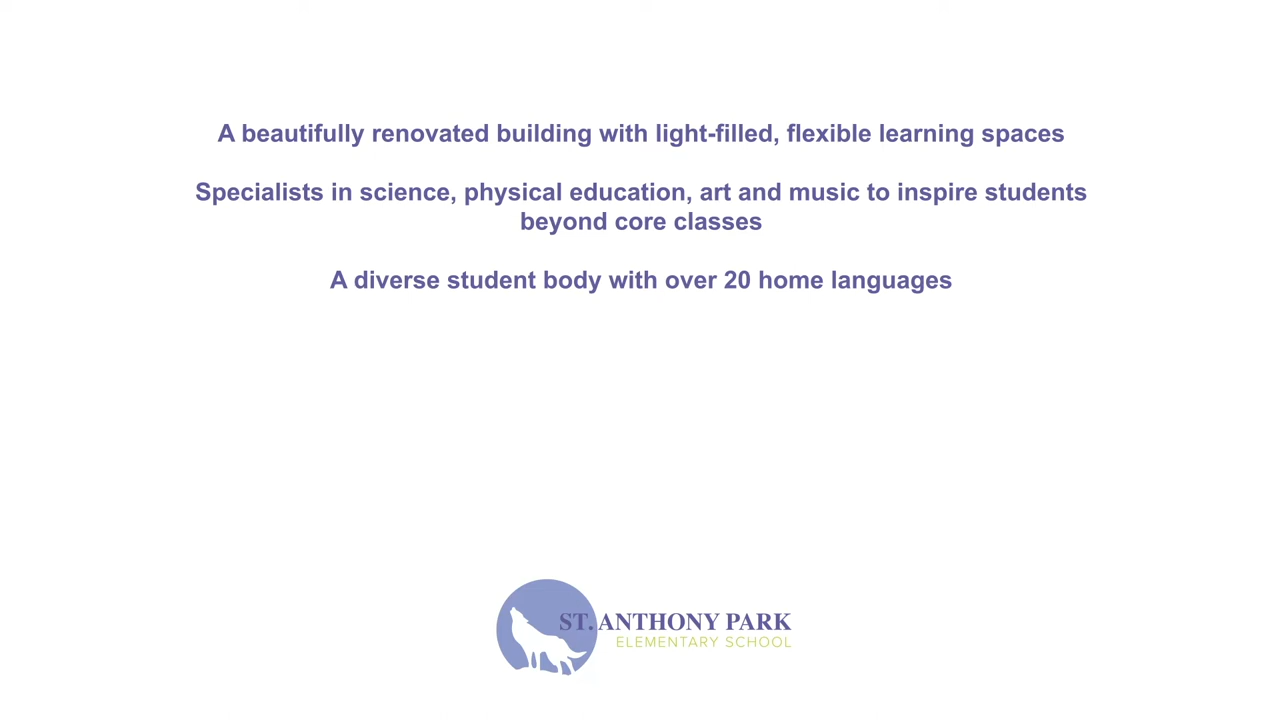 A beautifully renovated building with light-filled, flexible learning spaces
Specialists in science, physical education, art and music to inspire students
beyond core classes
A diverse student body with over 20 home languages
ST. ANTHONY PARK
ELEMENTARY SCHOOL